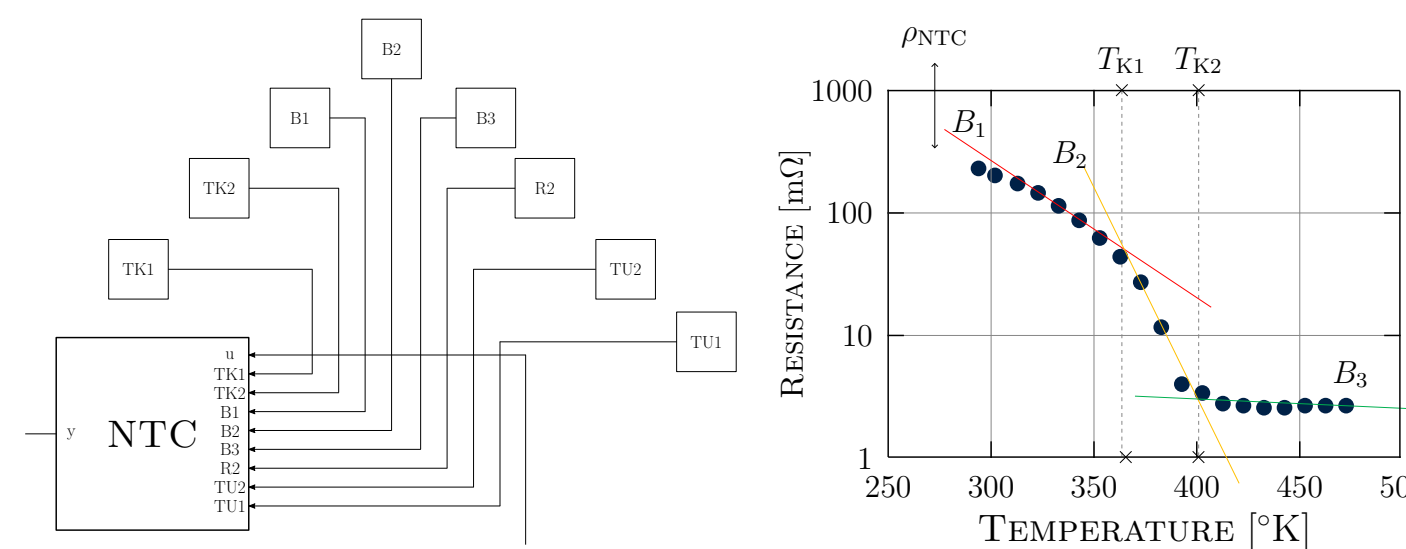 B2
B1
B3
TK2
R2
TK1
TU2
TU1
u
TK1
TK2
B1
B2
B3
R2
TU2
TU1
y
NTC
ρNTC
TK1
TK2
1000
100
10
1
Resistance [mΩ]
B1
B2
B3
250 300 350 400 450 50
Temperature [°K]